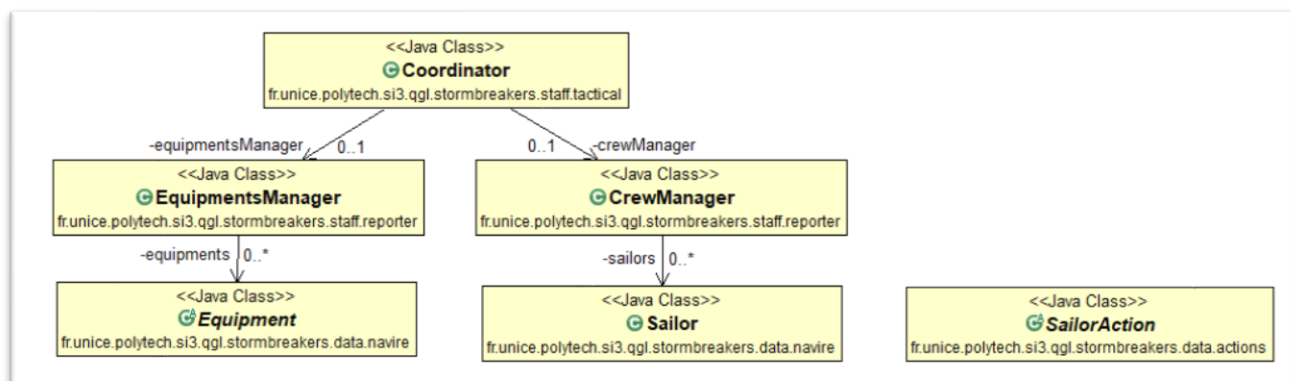 <<Java Class>>
Coordinator
fr.unice.polytech.si3.qgl.stormbreakers.staff.tactical
-equipmentsManager 0..1
0..1 -crewManager
<<Java Class>>
EquipmentsManager
fr.unice.polytech.si3.qgl.stormbreakers.staff.reporter
<<Java Class>>
CrewManager
fr.unice.polytech.si3.qgl.stormbreakers.staff.reporter
-equipments 0..*
-sailors 0..*
<<Java Class>>
Equipment
fr.unice.polytech.si3.qgl.stormbreakers.data.navire
<<Java Class>>
Sailor
fr.unice.polytech.si3.qgl.stormbreakers.data.navire
<<Java Class>>
SailorAction
fr.unice.polytech.si3.qgl.stormbreakers.data.actions